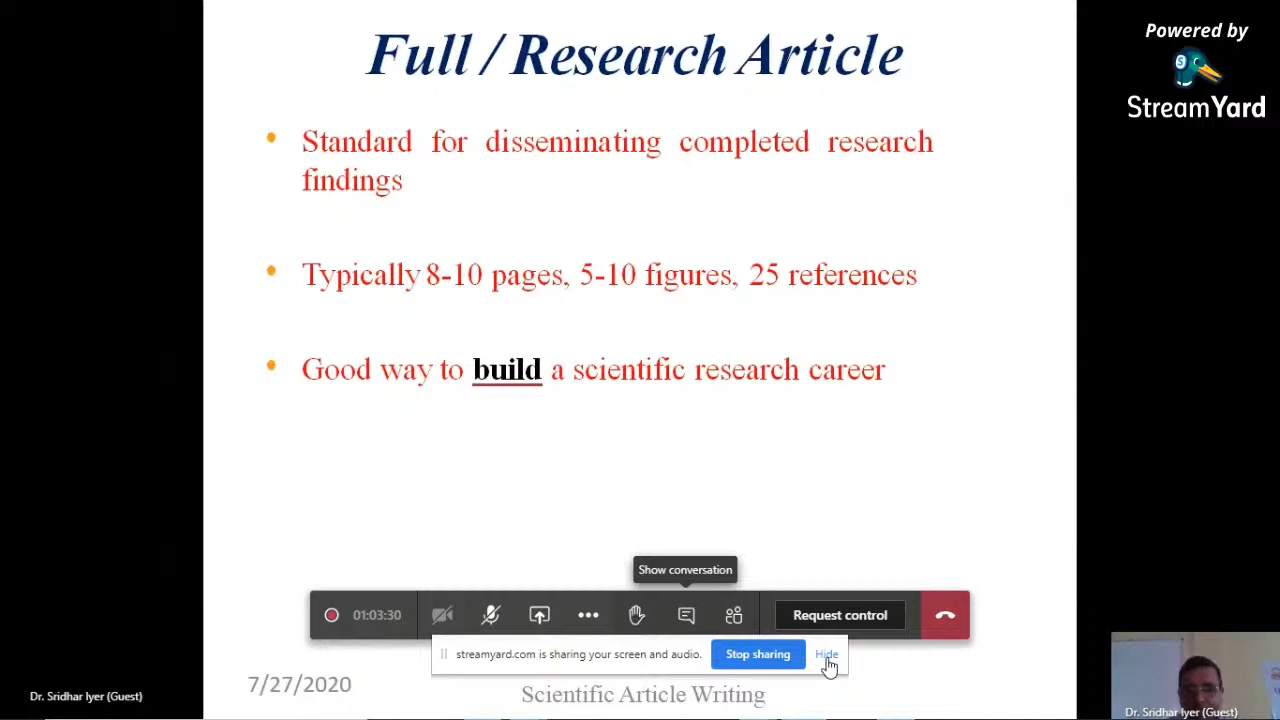 Full / Research Article
Powered by
StreamYard
• Standard for disseminating completed research
findings
• Typically 8-10 pages, 5-10 figures, 25 references
• Good way to build a scientific research career
Show conversation
01:03:30
Request control
streamyard.com is sharing your screen and audio.
Stop sharing
Hide
7/27/2020
Scientific Article Writing
Dr. Sridhar Iyer (Guest)
Dr. Sridhar Iyer (Guest)